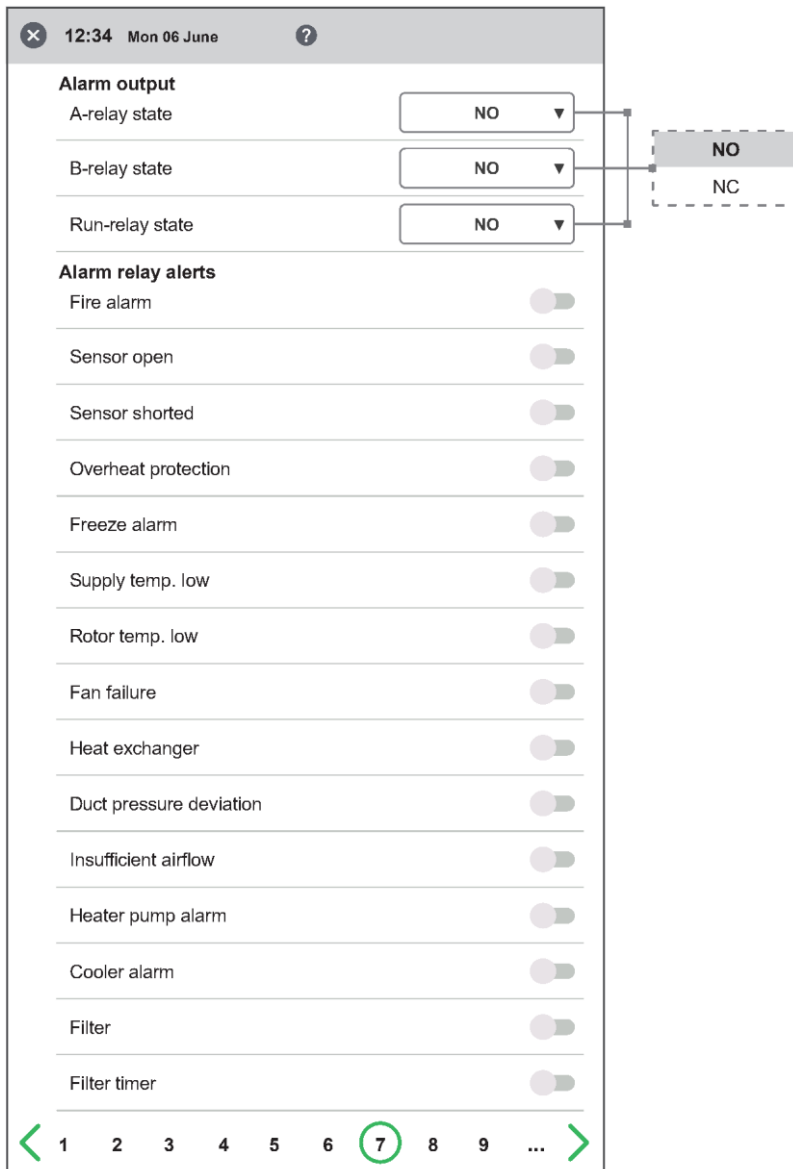 12:34 Mon 06 June ?
Alarm output
A-relay state NO ▼
NO
B-relay state NO ▼
NC
Run-relay state NO ▼
Alarm relay alerts
Fire alarm
Sensor open
Sensor shorted
Overheat protection
Freeze alarm
Supply temp. low
Rotor temp. low
Fan failure
Heat exchanger
Duct pressure deviation
Insufficient airflow
Heater pump alarm
Cooler alarm
Filter
Filter timer
1 2 3 4 5 6 7 8 9 ...